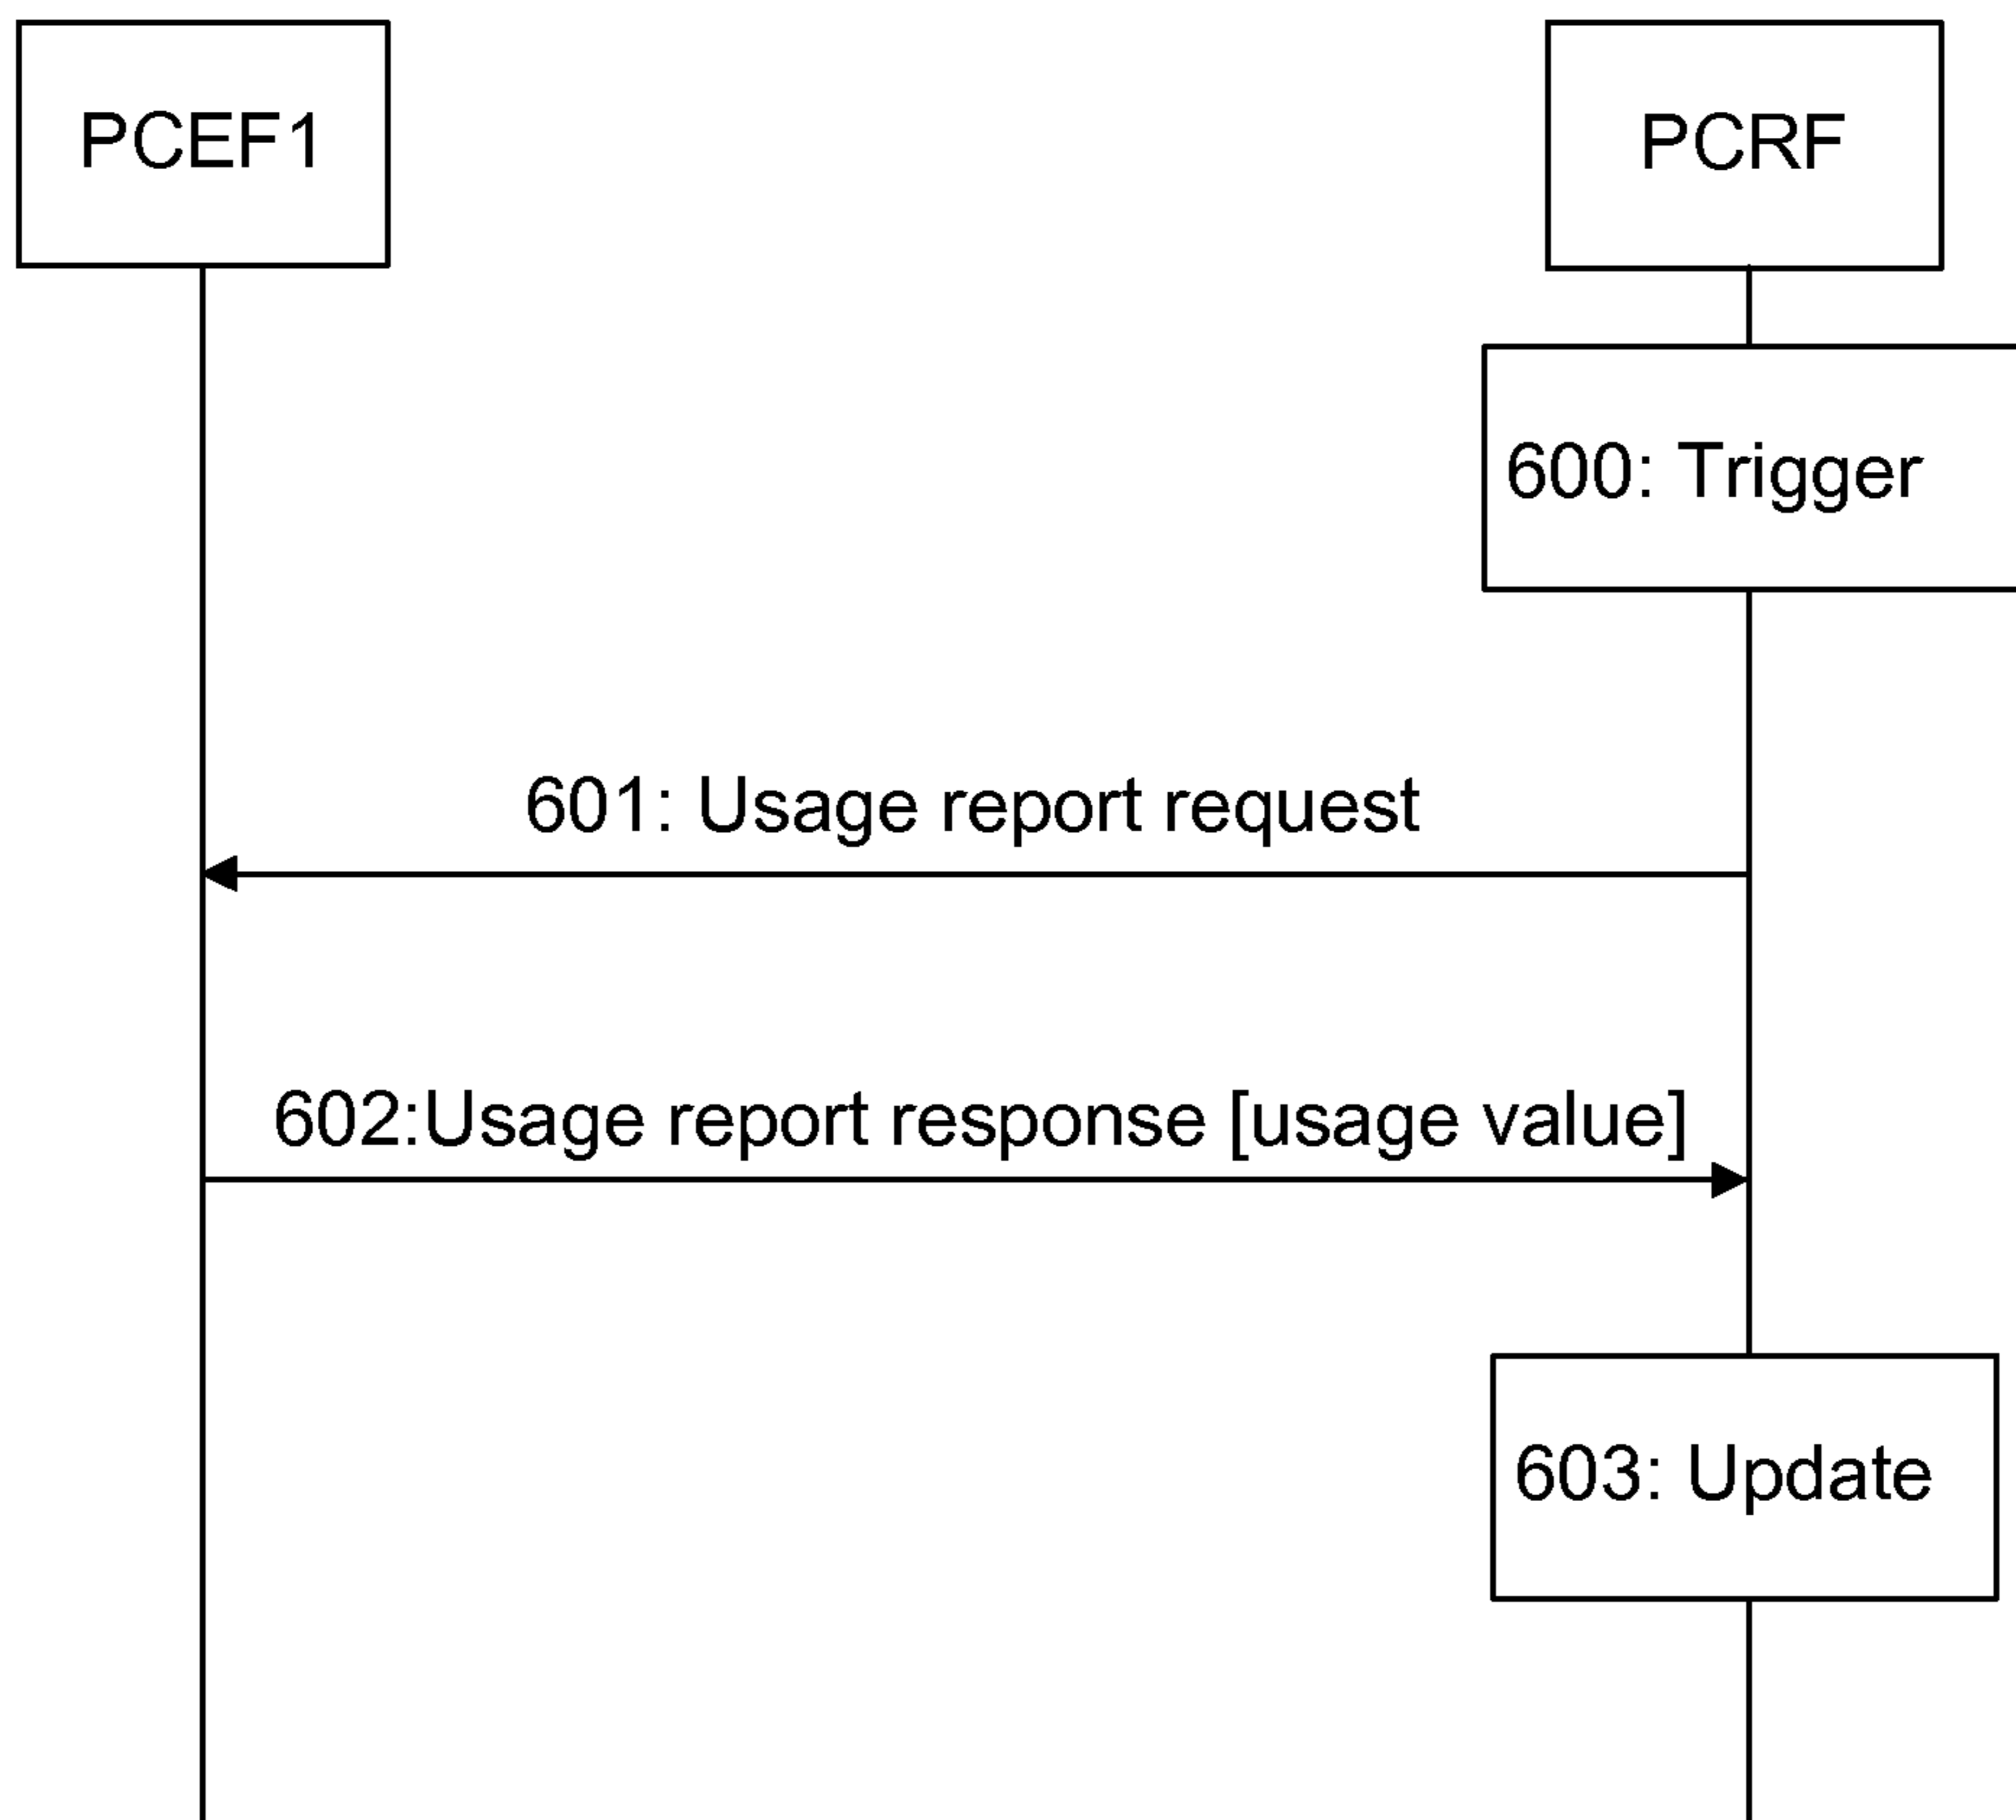 PCEF1
PCRF
600: Trigger
601: Usage report request
602:Usage report response [usage value]
603: Update